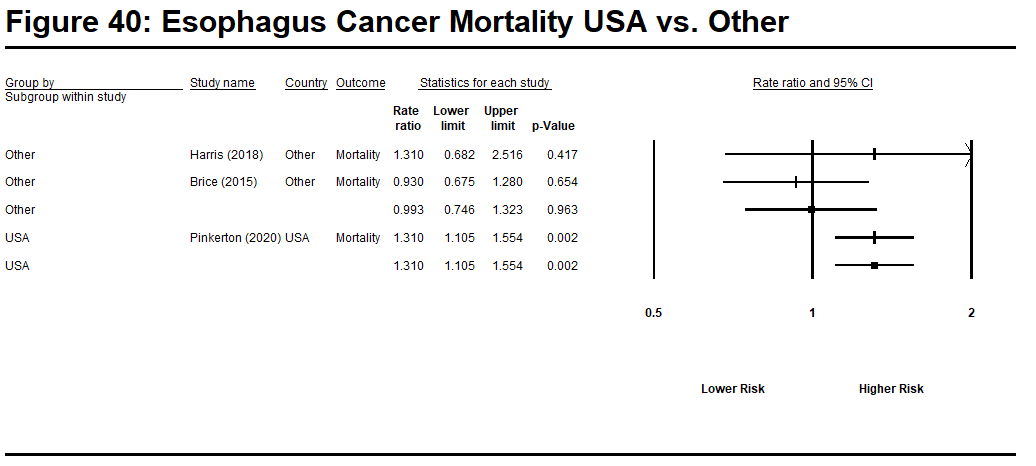 Figure 40: Esophagus Cancer Mortality USA vs. Other
Group by Study name Country Outcome Statistics for each study Rate ratio and 95% CI
Subgroup within study
Rate Lower Upper
ratio limit limit p-Value
Other Harris (2018) Other Mortality 1.310 0.682 2.516 0.417
Other Brice (2015) Other Mortality 0.930 0.675 1.280 0.654
Other 0.993 0.746 1.323 0.963
USA Pinkerton (2020) USA Mortality 1.310 1.105 1.554 0.002
USA 1.310 1.105 1.554 0.002
0.5 1 2
Lower Risk Higher Risk